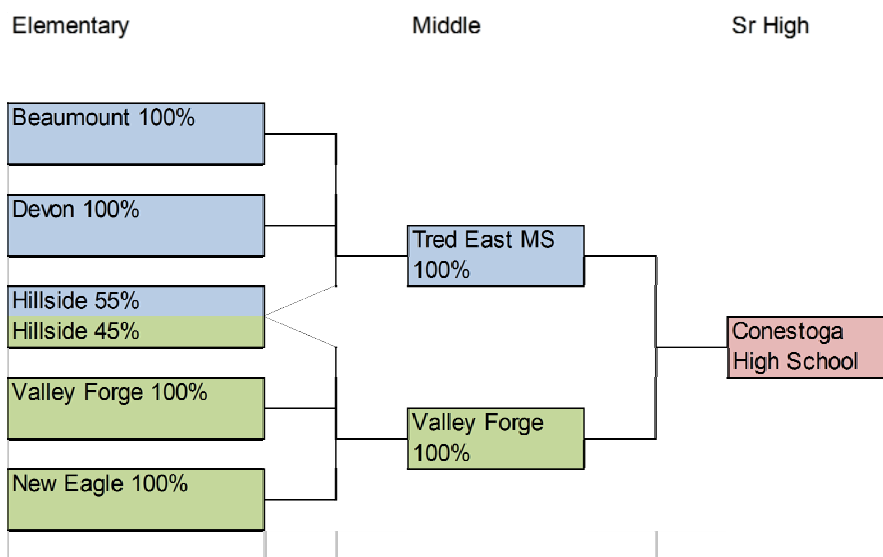 Elementary
Middle
Sr High
Beaumount 100%
Devon 100%
Hillside 55%
Hillside 45%
Valley Forge 100%
New Eagle 100%
Tred East MS
100%
Valley Forge
100%
Conestoga
High School